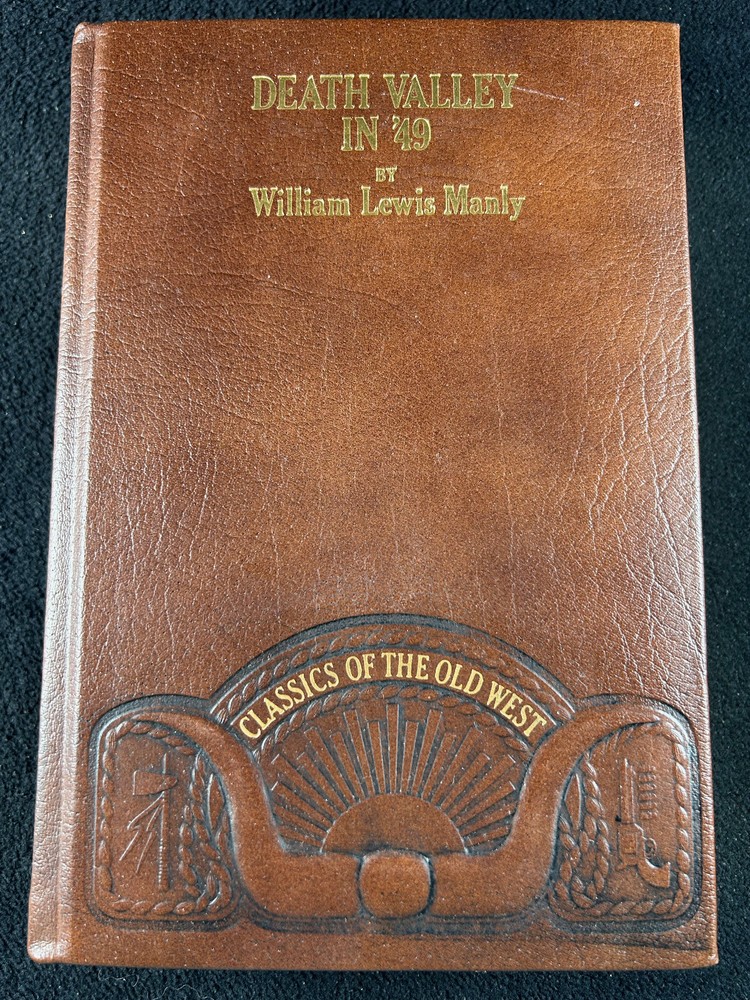 DEATH VALLEY
IN '49
BY
William Lewis Manly
CLASSICS OF THE OLD WEST